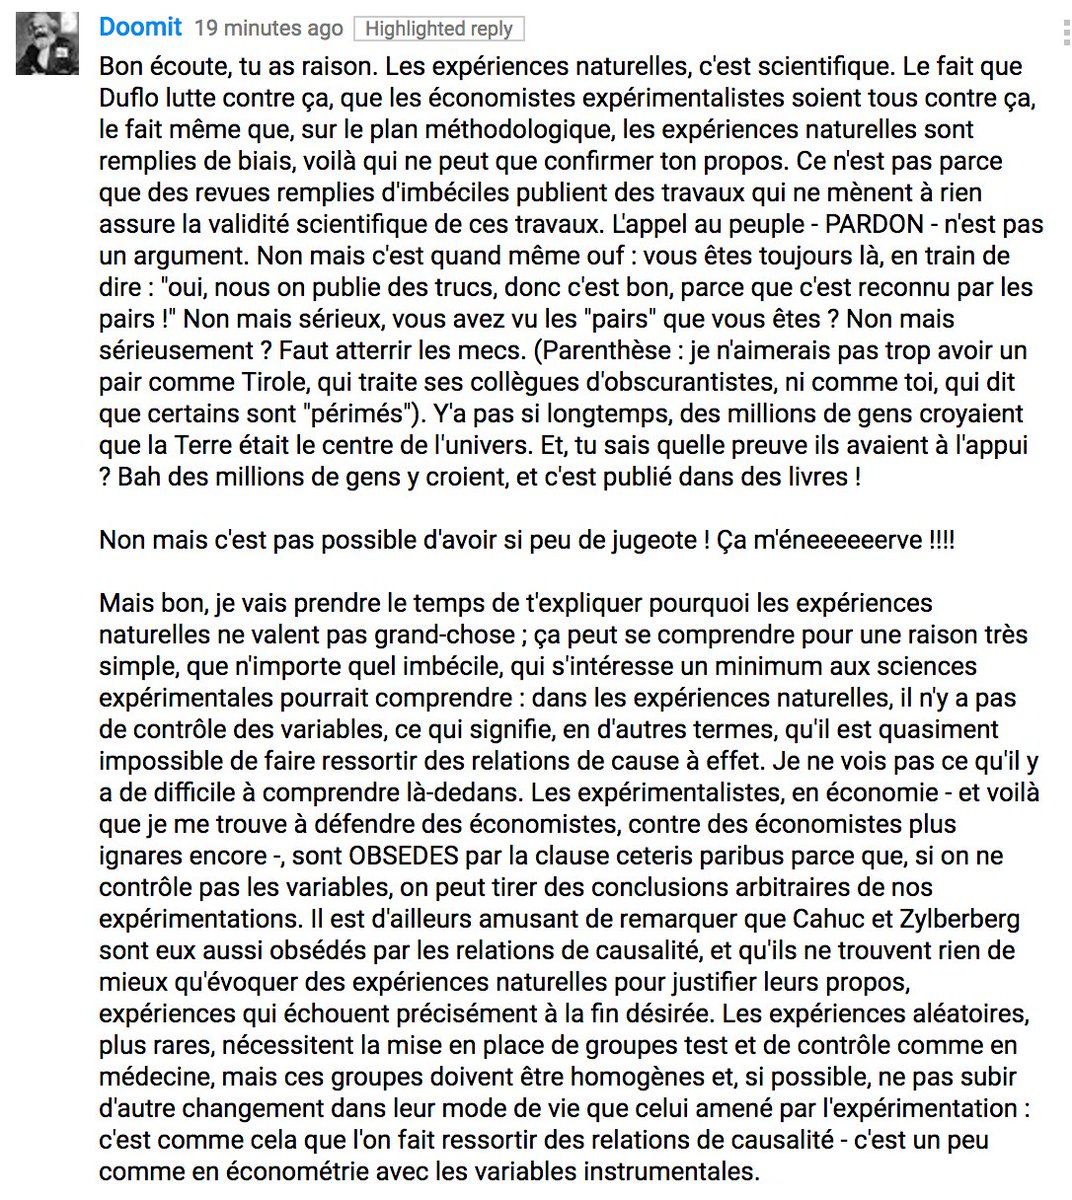 Doomit 19 minutes ago Highlighted reply
Bon écoute, tu as raison. Les expériences naturelles, c'est scientifique. Le fait que
Duflo lutte contre ça, que les économistes expérimentalistes soient tous contre ça,
le fait même que, sur le plan méthodologique, les expériences naturelles sont
remplies de biais, voilà qui ne peut que confirmer ton propos. Ce n'est pas parce
que des revues remplies d'imbéciles publient des travaux qui ne mènent à rien
assure la validité scientifique de ces travaux. L'appel au peuple - PARDON - n'est pas
un argument. Non mais c'est quand même ouf : vous êtes toujours là, en train de
dire : "oui, nous on publie des trucs, donc c'est bon, parce que c'est reconnu par les
pairs !" Non mais sérieux, vous avez vu les "pairs" que vous êtes ? Non mais
sérieusement ? Faut atterrir les mecs. (Parenthèse : je n'aimerais pas trop avoir un
pair comme Tirole, qui traite ses collègues d'obscurantistes, ni comme toi, qui dit
que certains sont "périmés"). Y'a pas si longtemps, des millions de gens croyaient
que la Terre était le centre de l'univers. Et, tu sais quelle preuve ils avaient à l'appui
? Bah des millions de gens y croient, et c'est publié dans des livres !
Non mais c'est pas possible d'avoir si peu de jugeote ! Ça m'éneeeeeerve !!!!
Mais bon, je vais prendre le temps de t'expliquer pourquoi les expériences
naturelles ne valent pas grand-chose ; ça peut se comprendre pour une raison très
simple, que n'importe quel imbécile, qui s'intéresse un minimum aux sciences
expérimentales pourrait comprendre : dans les expériences naturelles, il n'y a pas
de contrôle des variables, ce qui signifie, en d'autres termes, qu'il est quasiment
impossible de faire ressortir des relations de cause à effet. Je ne vois pas ce qu'il y
a de difficile à comprendre là-dedans. Les expérimentalistes, en économie - et voilà
que je me trouve à défendre des économistes, contre des économistes plus
ignares encore -, sont OBSEDES par la clause ceteris paribus parce que, si on ne
contrôle pas les variables, on peut tirer des conclusions arbitraires de nos
expérimentations. Il est d'ailleurs amusant de remarquer que Cahuc et Zylberberg
sont eux aussi obsédés par les relations de causalité, et qu'ils ne trouvent rien de
mieux qu'évoquer des expériences naturelles pour justifier leurs propos,
expériences qui échouent précisément à la fin désirée. Les expériences aléatoires,
plus rares, nécessitent la mise en place de groupes test et de contrôle comme en
médecine, mais ces groupes doivent être homogènes et, si possible, ne pas subir
d'autre changement dans leur mode de vie que celui amené par l'expérimentation :
c'est comme cela que l'on fait ressortir des relations de causalité - c'est un peu
comme en économétrie avec les variables instrumentales.